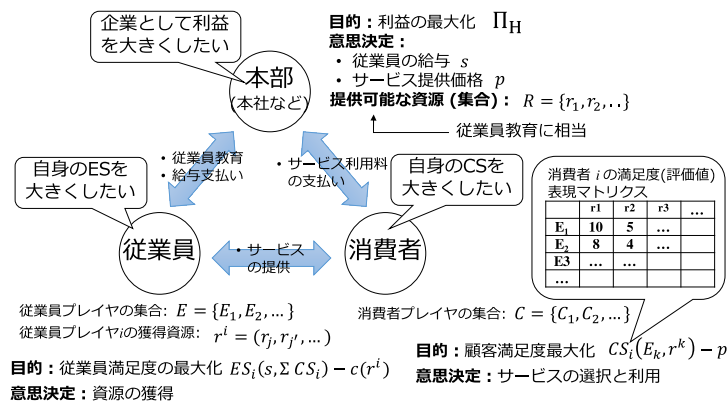 企業として利益
を大きくしたい
本部
(本社など)
目的：利益の最大化 Π_H
意思決定：
• 従業員の給与 s
• サービス提供価格 p
提供可能な資源 (集合)： R = {r₁, r₂, . .}
従業員教育に相当
自身のESを
大きくしたい
• 従業員教育
• 給与支払い
• サービス利用料
の支払い
自身のCSを
大きくしたい
消費者 i の満足度(評価値)
表現マトリクス
r1 r2 r3 …
E₁ 10 5 …
E₂ 8 4 …
E3 … …
…
従業員
• サービス
の提供
消費者
従業員プレイヤの集合: E = {E₁, E₂, …}
従業員プレイヤiの獲得資源: rⁱ = (r_j, r_j′, …)
目的：従業員満足度の最大化 ES_i(s, Σ CS_i) − c(rⁱ)
意思決定：資源の獲得
消費者プレイヤの集合: C = {C₁, C₂, …}
目的：顧客満足度最大化 CS_i(E_k, r^k) − p
意思決定：サービスの選択と利用